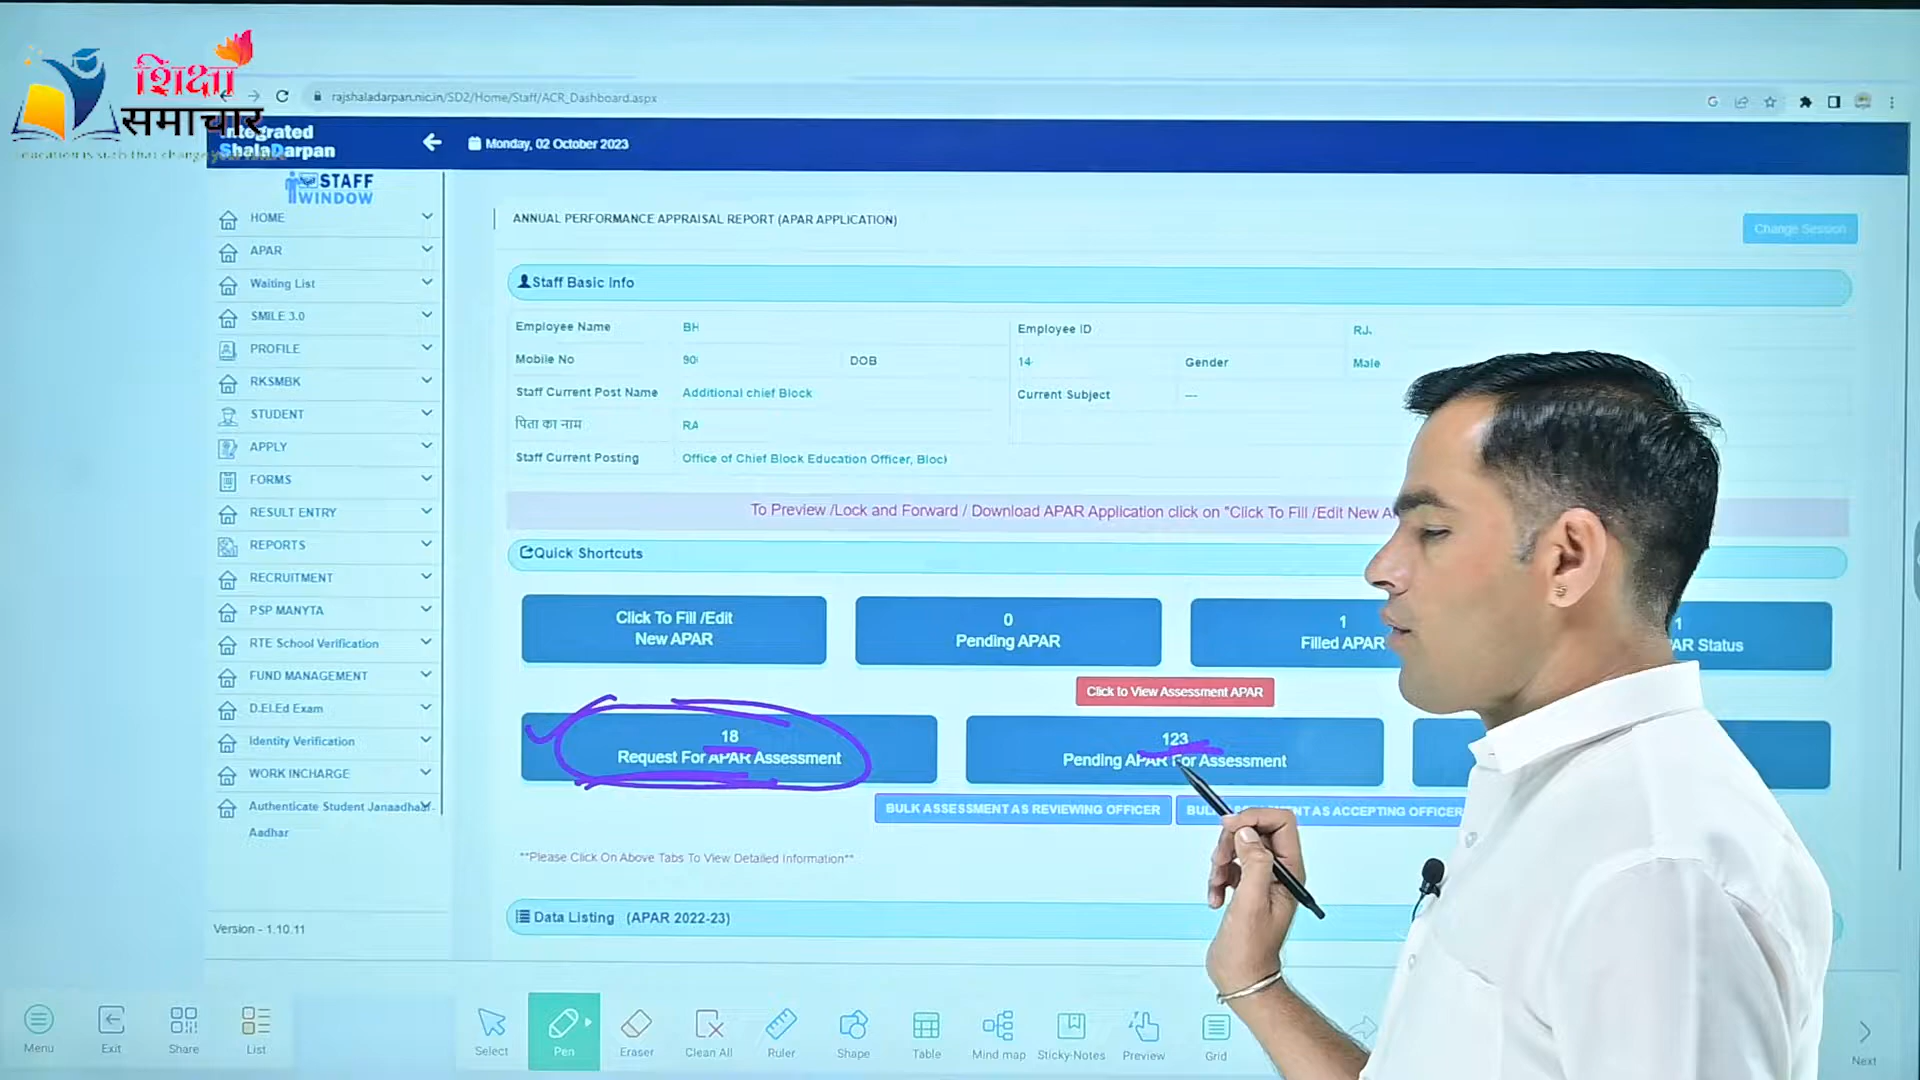 शिक्षा
समाचार
rajshaladarpan.nic.in/SD2/Home/Staff/ACR_Dashboard.aspx
Integrated
ShalaDarpan
Monday, 02 October 2023
STAFF
WINDOW
HOME
APAR
Waiting List
SMILE 3.0
PROFILE
RKSMBK
STUDENT
APPLY
FORMS
RESULT ENTRY
REPORTS
RECRUITMENT
PSP MANYTA
RTE School Verification
FUND MANAGEMENT
D.El.Ed Exam
Identity Verification
WORK INCHARGE
Authenticate Student Janaadhaar-
Aadhar
Version - 1.10.11
ANNUAL PERFORMANCE APPRAISAL REPORT (APAR APPLICATION)
Change Session
Staff Basic Info
Employee Name BH Employee ID RJ.
Mobile No 90 DOB 14 Gender Male
Staff Current Post Name Additional chief Block Current Subject ---
पिता का नाम RA
Staff Current Posting Office of Chief Block Education Officer, Block
To Preview /Lock and Forward / Download APAR Application click on "Click To Fill /Edit New A
Quick Shortcuts
Click To Fill /Edit
New APAR
0
Pending APAR
1
Filled APAR
1
AR Status
Click to View Assessment APAR
18
Request For APAR Assessment
123
Pending APAR For Assessment
BULK ASSESSMENT AS REVIEWING OFFICER
BULK ASSESSMENT AS ACCEPTING OFFICER
**Please Click On Above Tabs To View Detailed Information**
Data Listing (APAR 2022-23)
Menu
Exit
Share
List
Select
Pen
Eraser
Clean All
Ruler
Shape
Table
Mind map
Sticky-Notes
Preview
Grid
Next